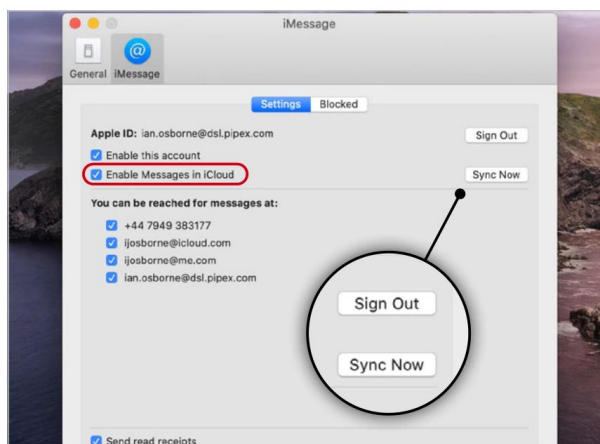 iMessage
General iMessage
Settings Blocked
Apple ID: ian.osborne@dsl.pipex.com Sign Out
Enable this account
Enable Messages in iCloud Sync Now
You can be reached for messages at:
+44 7949 383177
ijosborne@icloud.com
ijosborne@me.com
ian.osborne@dsl.pipex.com
Sign Out
Sync Now
Send read receipts